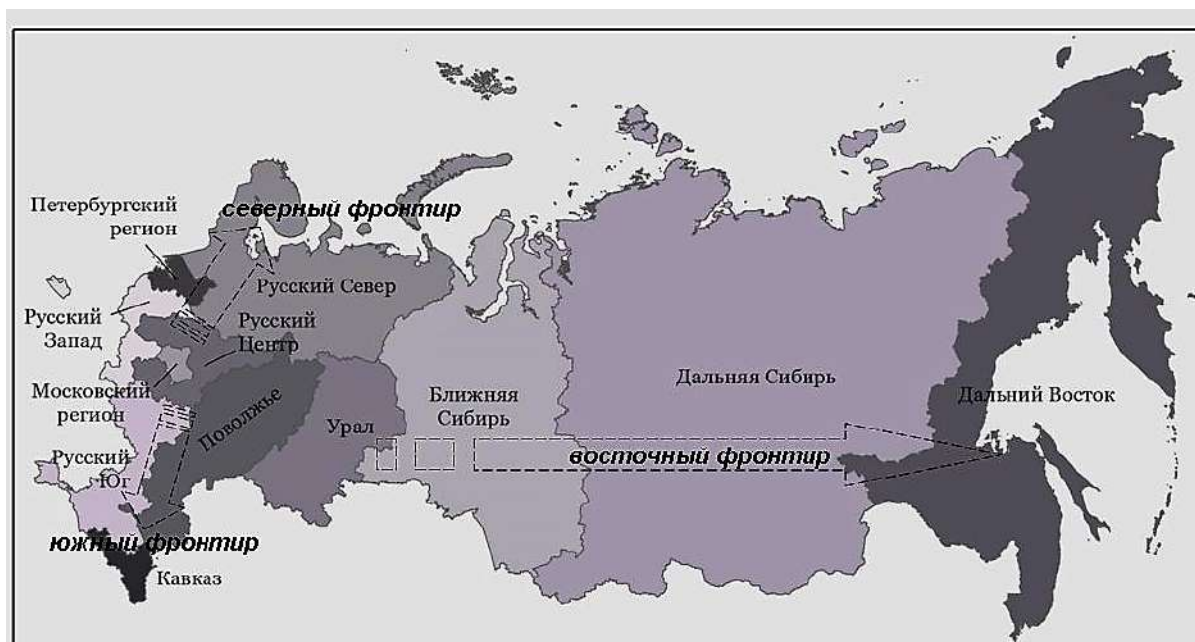 Петербургский
регион
северный фронтир
Русский Север
Русский
Запад
Русский
Центр
Московский
регион
Поволжье
Урал
Ближняя
Сибирь
Дальняя Сибирь
Дальний Восток
восточный фронтир
Русский
Юг
южный фронтир
Кавказ